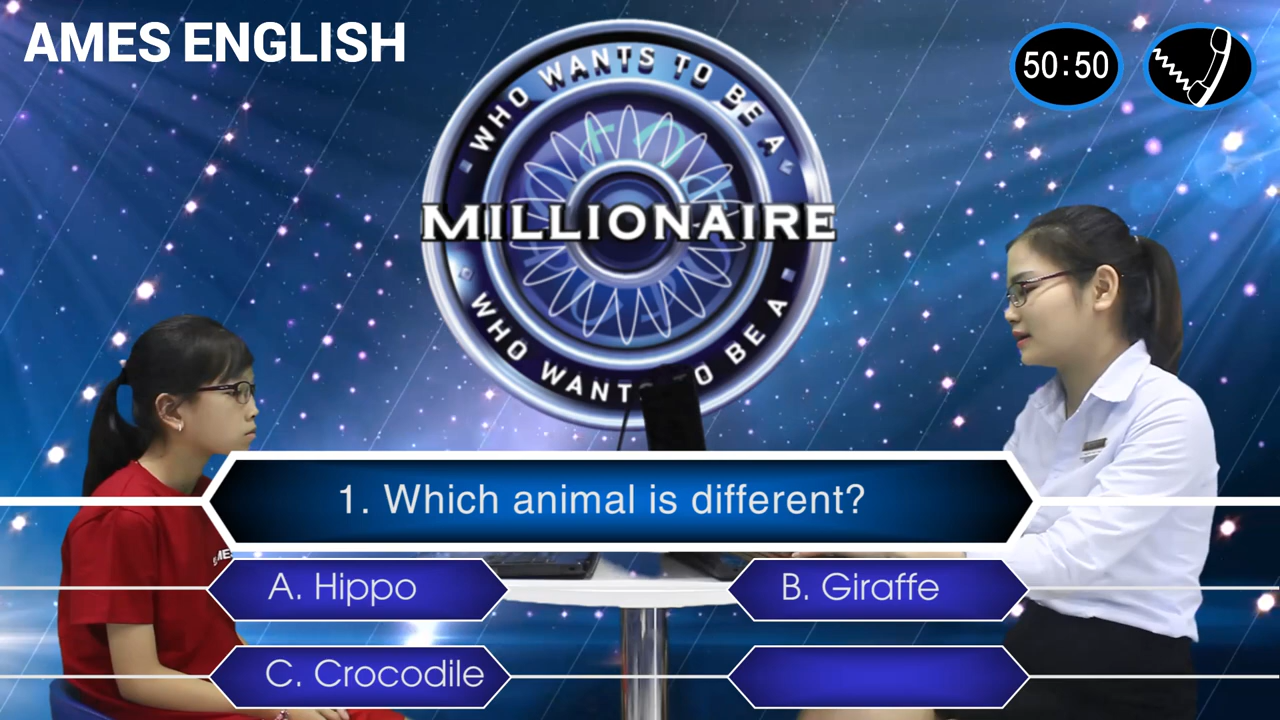 AMES ENGLISH
50:50
WHO WANTS TO BE A
MILLIONAIRE
WHO WANTS TO BE A
1. Which animal is different?
A. Hippo
B. Giraffe
C. Crocodile